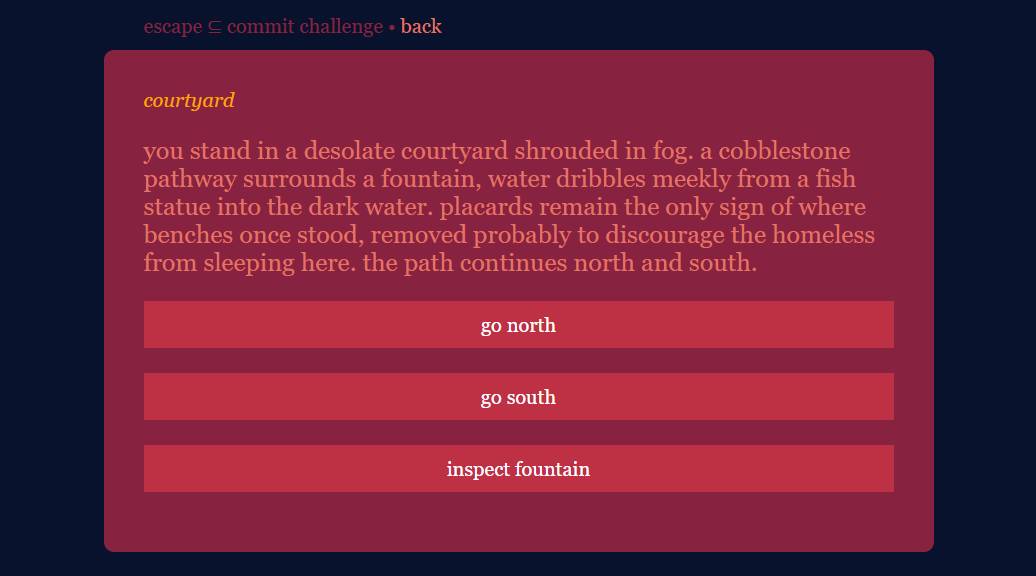 escape ⊆ commit challenge • back
courtyard
you stand in a desolate courtyard shrouded in fog. a cobblestone
pathway surrounds a fountain, water dribbles meekly from a fish
statue into the dark water. placards remain the only sign of where
benches once stood, removed probably to discourage the homeless
from sleeping here. the path continues north and south.
go north
go south
inspect fountain